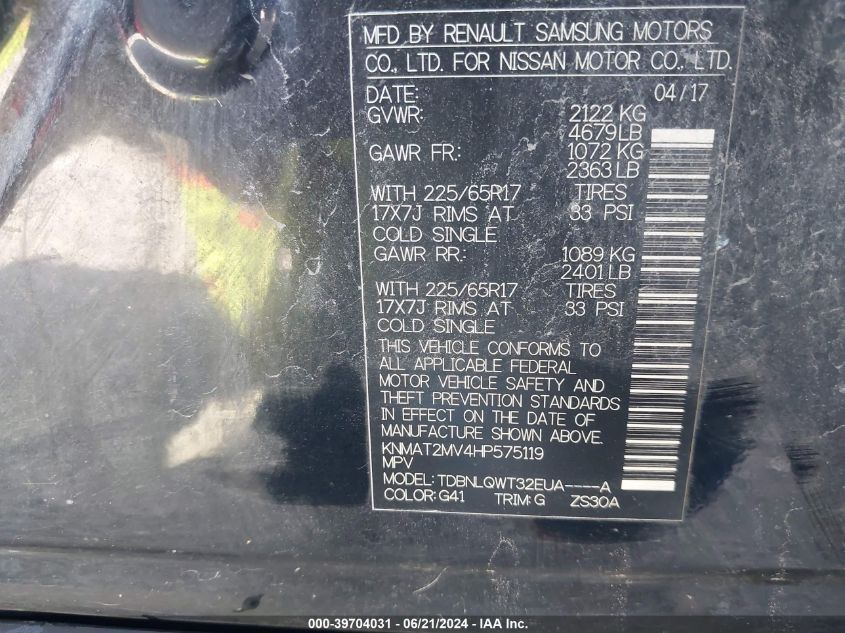 MFD BY RENAULT SAMSUNG MOTORS
CO., LTD. FOR NISSAN MOTOR CO., LTD.
DATE: 04/17
GVWR: 2122 KG
4679LB
GAWR FR.: 1072 KG
2363 LB
WITH 225/65R17 TIRES
17X7J RIMS AT 33 PSI
COLD SINGLE
GAWR RR.: 1089 KG
2401LB
WITH 225/65R17 TIRES
17X7J RIMS AT 33 PSI
COLD SINGLE
THIS VEHICLE CONFORMS TO
ALL APPLICABLE FEDERAL
MOTOR VEHICLE SAFETY AND
THEFT PREVENTION STANDARDS
IN EFFECT ON THE DATE OF
MANUFACTURE SHOWN ABOVE.
KNMAT2MV4HP575119
MPV
MODEL: TDBNLQWT32EUA----A
COLOR: G41 TRIM: G ZS30A
000-39704031 - 06/21/2024 - IAA Inc.